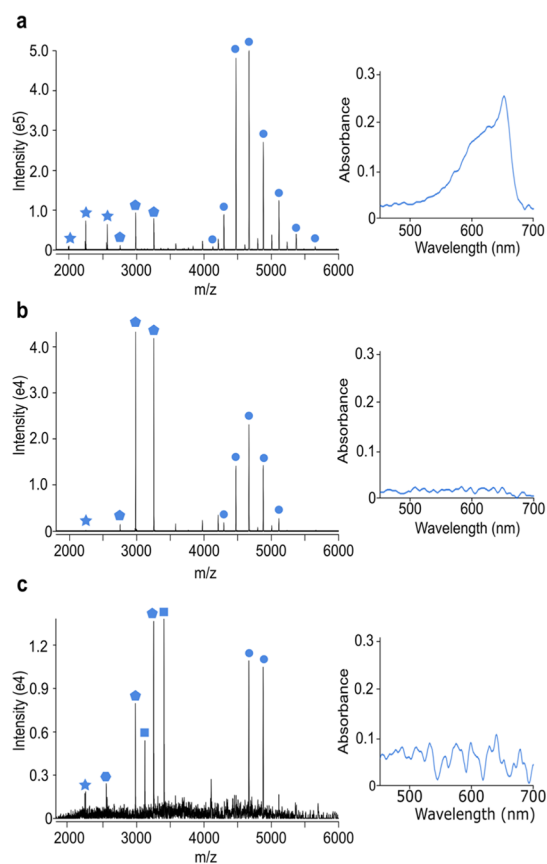 a
Intensity (e5)
5.0
4.0
3.0
2.0
1.0
0
2000 3000 4000 5000 6000
m/z
Absorbance
0.3
0.2
0.1
0
500 600 700
Wavelength (nm)
b
Intensity (e4)
4.0
3.0
2.0
1.0
0
2000 3000 4000 5000 6000
m/z
Absorbance
0.3
0.2
0.1
0
500 600 700
Wavelength (nm)
c
Intensity (e4)
1.2
0.9
0.6
0.3
0
2000 3000 4000 5000 6000
m/z
Absorbance
0.3
0.2
0.1
0
500 600 700
Wavelength (nm)